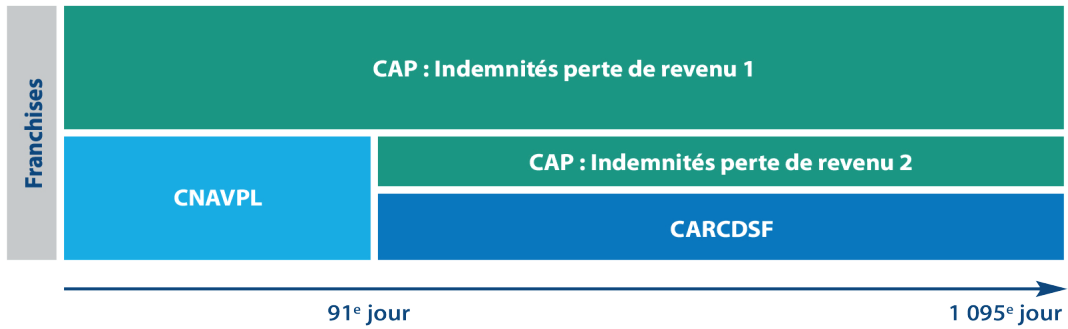 Franchises
CAP : Indemnités perte de revenu 1
CNAVPL
CAP : Indemnités perte de revenu 2
CARCDSF
91e jour
1 095e jour